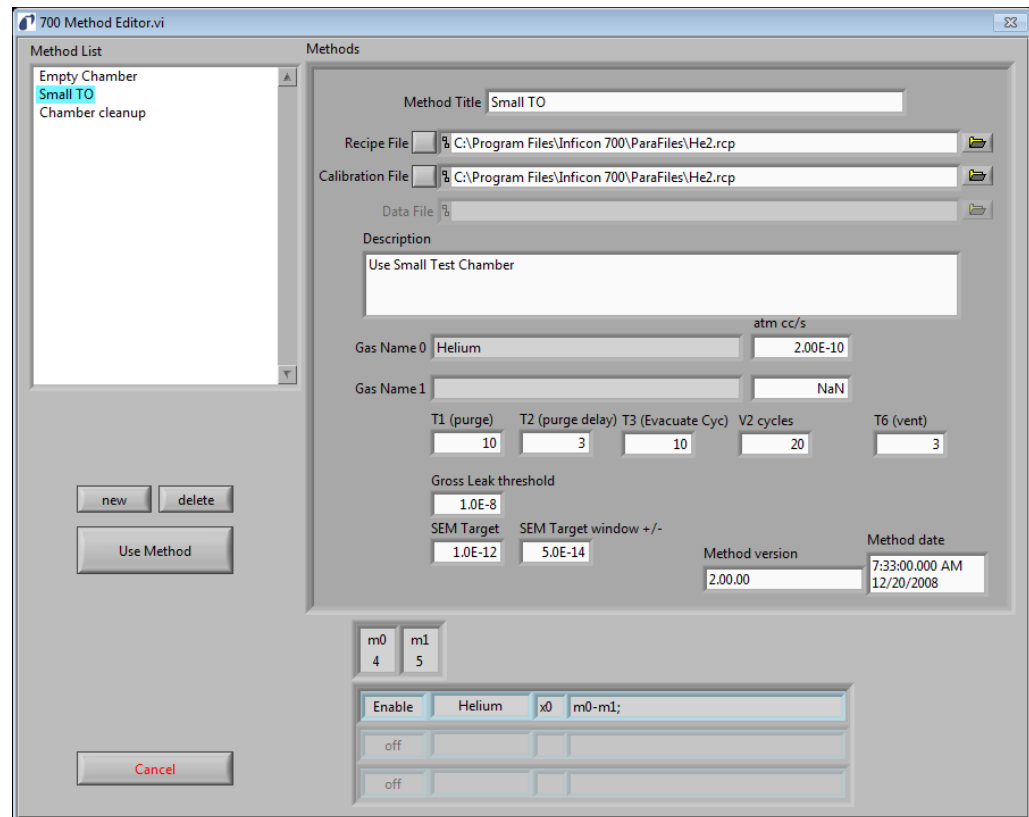 700 Method Editor.vi
Method List
Methods
Empty Chamber
Small TO
Chamber cleanup
Method Title Small TO
Recipe File C:\Program Files\Inficon 700\ParaFiles\He2.rcp
Calibration File C:\Program Files\Inficon 700\ParaFiles\He2.rcp
Data File
Description
Use Small Test Chamber
atm cc/s
Gas Name 0 Helium 2.00E-10
Gas Name 1 NaN
T1 (purge) T2 (purge delay) T3 (Evacuate Cyc) V2 cycles T6 (vent)
10 3 10 20 3
Gross Leak threshold
1.0E-8
SEM Target SEM Target window +/-
1.0E-12 5.0E-14
Method version
2.00.00
Method date
7:33:00.000 AM
12/20/2008
new delete
Use Method
m0 m1
4 5
Enable Helium x0 m0-m1;
off
off
Cancel